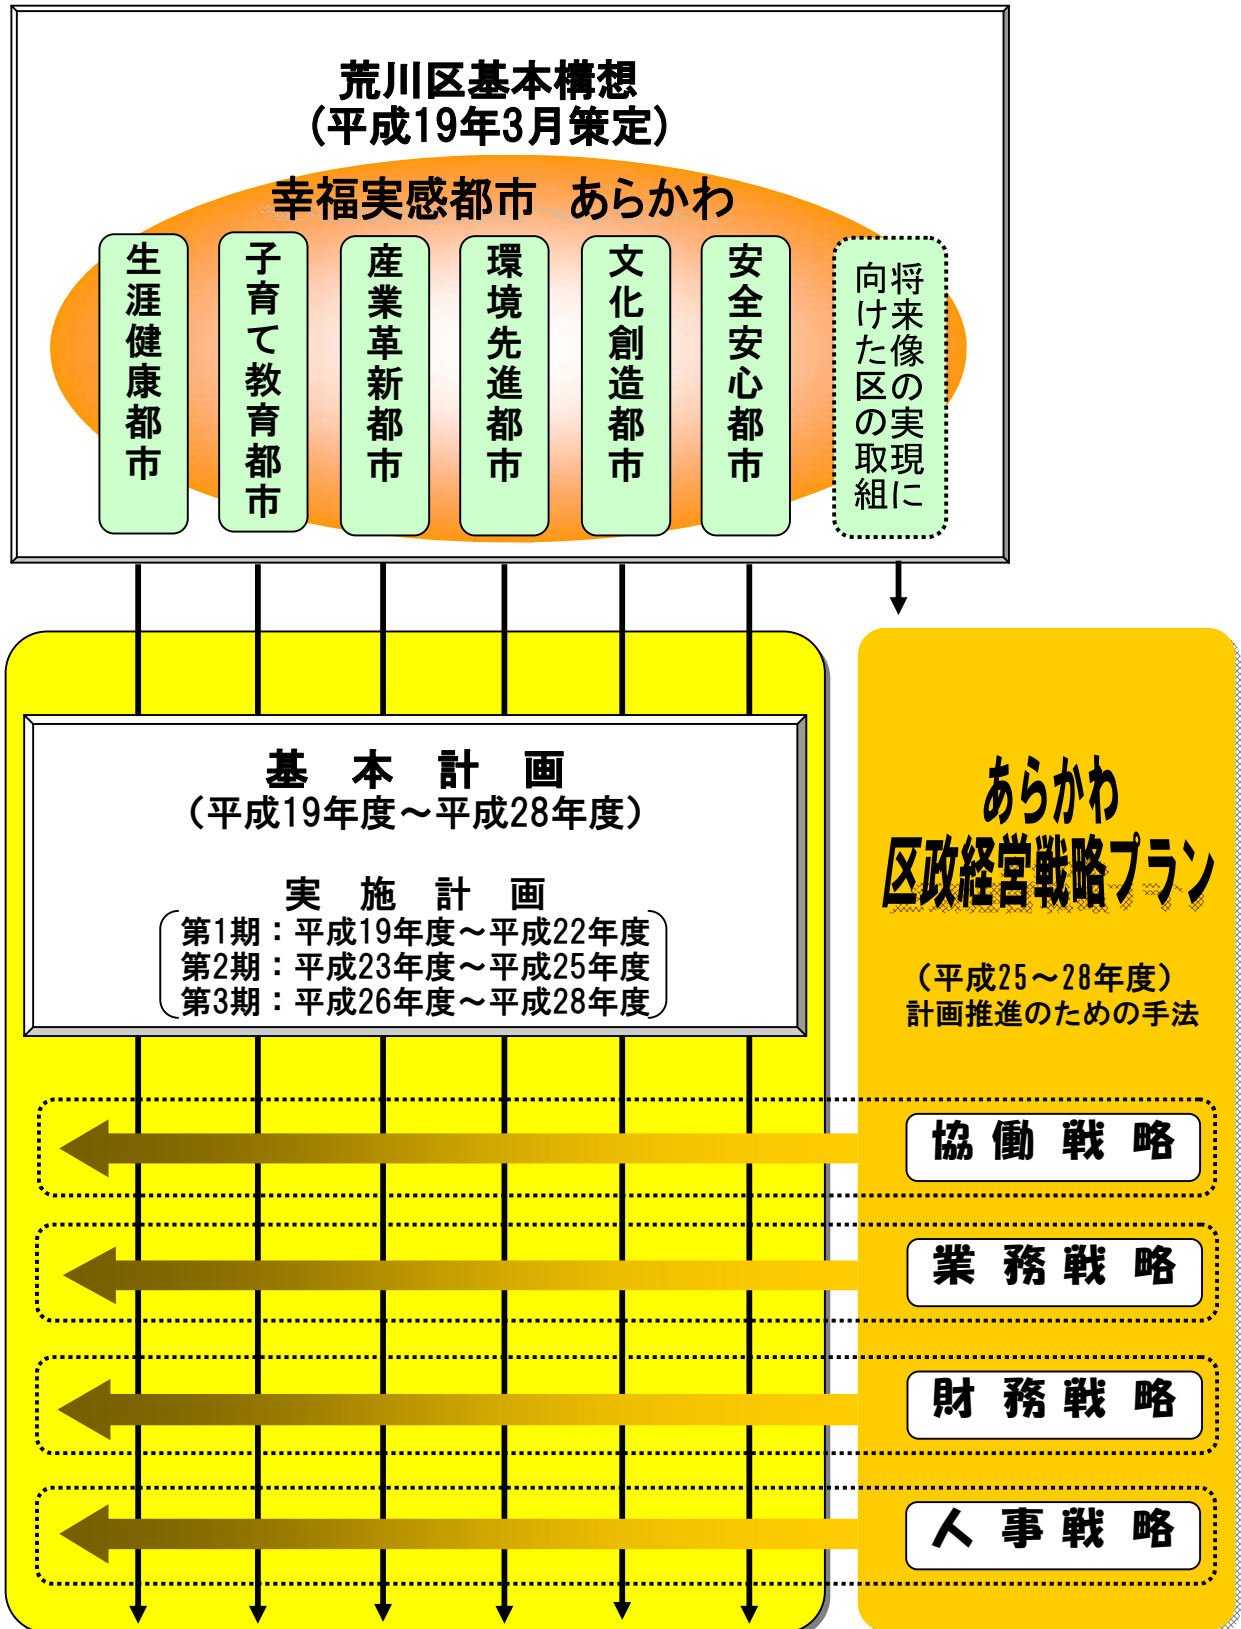 荒川区基本構想
(平成19年3月策定)
幸福実感都市　あらかわ
生涯健康都市
子育て教育都市
産業革新都市
環境先進都市
文化創造都市
安全安心都市
将来像の実現に
向けた区の取組
基　本　計　画
（平成19年度～平成28年度）
実　施　計　画
第1期：平成19年度～平成22年度
第2期：平成23年度～平成25年度
第3期：平成26年度～平成28年度
あらかわ
区政経営戦略プラン
（平成25～28年度）
計画推進のための手法
協 働 戦 略
業 務 戦 略
財 務 戦 略
人 事 戦 略